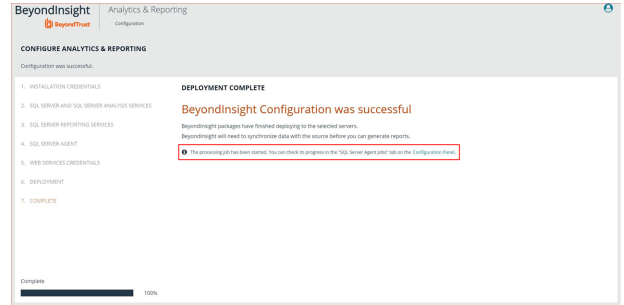 BeyondInsight
BeyondTrust
Analytics & Reporting
Configuration
CONFIGURE ANALYTICS & REPORTING
Configuration was successful.
1. INSTALLATION CREDENTIALS
2. SQL SERVER AND SQL SERVER ANALYSIS SERVICES
3. SQL SERVER REPORTING SERVICES
4. SQL SERVER AGENT
5. WEB SERVICES CREDENTIALS
6. DEPLOYMENT
7. COMPLETE
Complete
100%
DEPLOYMENT COMPLETE
BeyondInsight Configuration was successful
BeyondInsight packages have finished deploying to the selected servers.
BeyondInsight will need to synchronize data with the source before you can generate reports.
The processing job has been started. You can check its progress in the "SQL Server Agent Jobs" tab on the Configuration Panel.